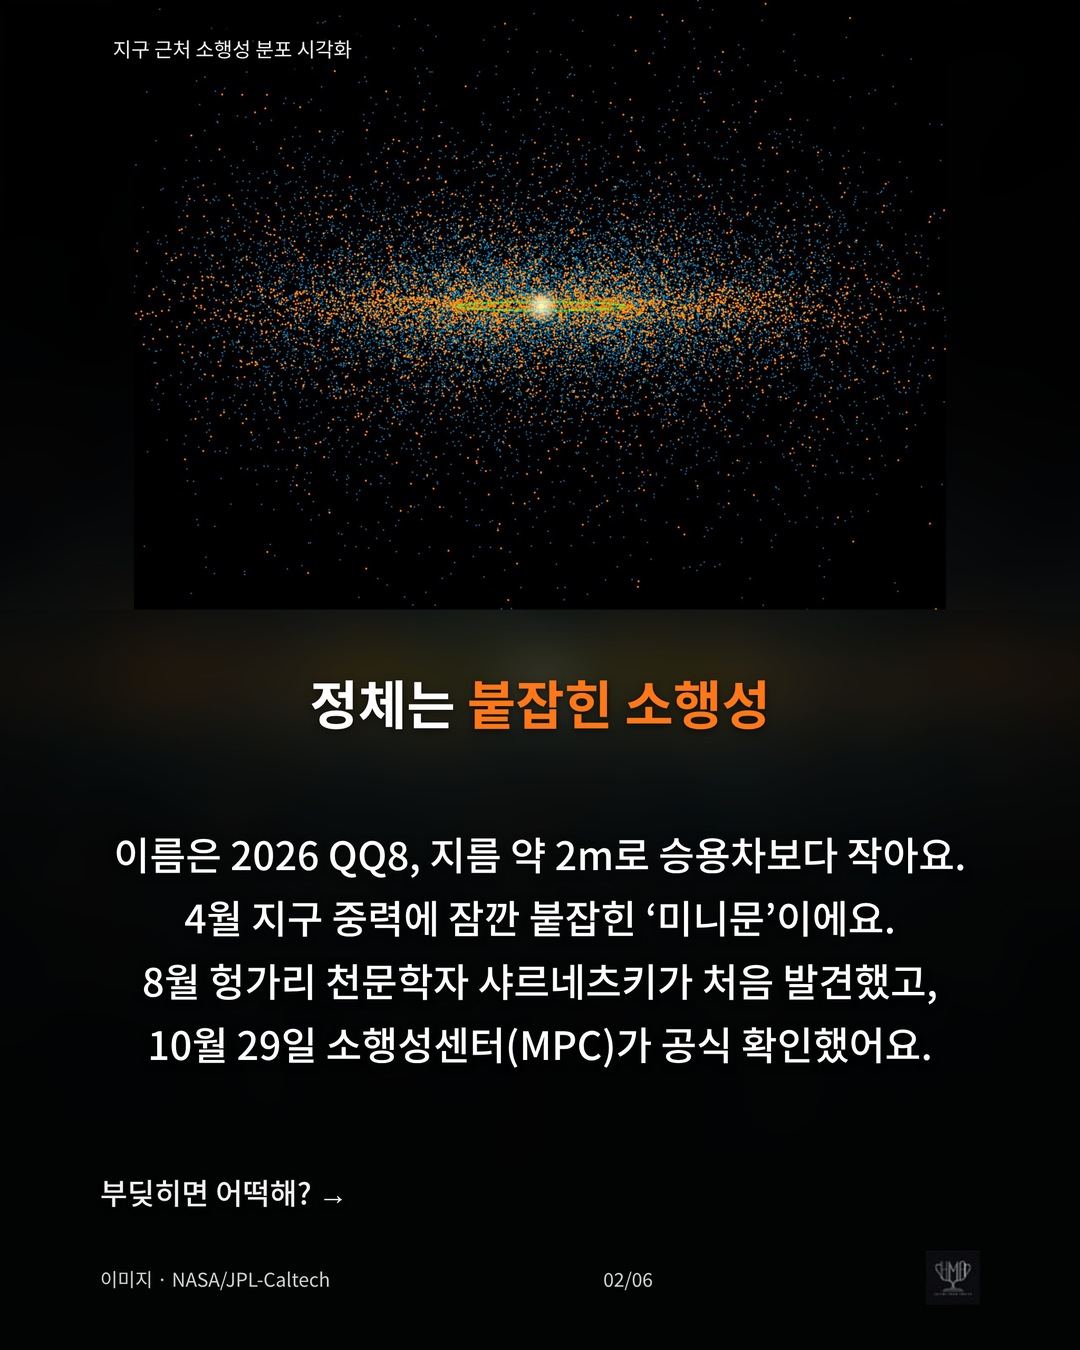 지구 근처 소행성 분포 시각화
정체는 붙잡힌 소행성
이름은 2026 QQ8, 지름 약 2m로 승용차보다 작아요.
4월 지구 중력에 잠깐 붙잡힌 ‘미니문’이에요.
8월 헝가리 천문학자 샤르네츠키가 처음 발견했고,
10월 29일 소행성센터(MPC)가 공식 확인했어요.
부딪히면 어떡해? →
이미지 · NASA/JPL-Caltech
02/06